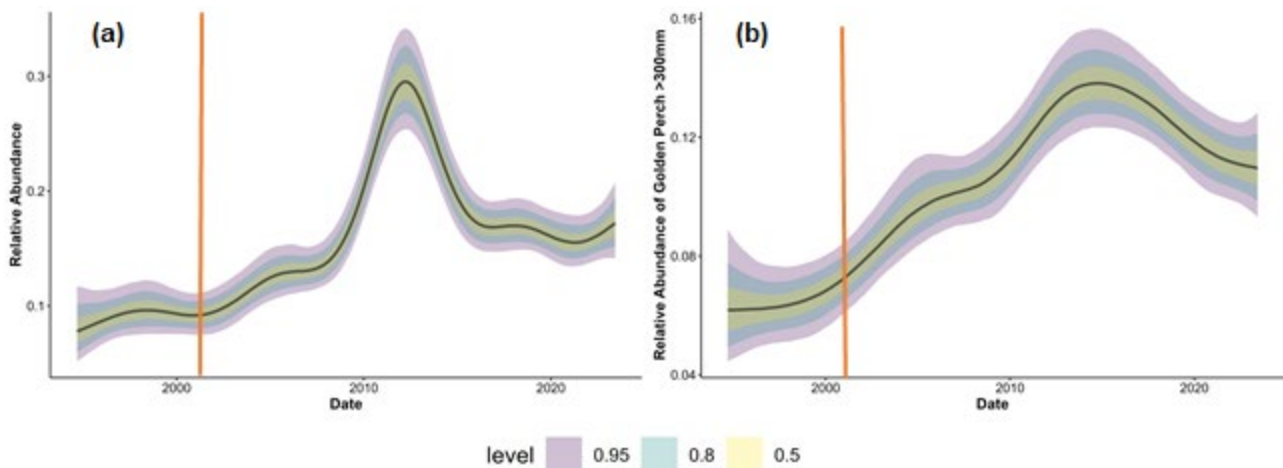 (a)
Relative Abundance
0.3
0.2
0.1
2000
2010
2020
Date
(b)
Relative Abundance of Golden Perch >300mm
0.16
0.12
0.08
0.04
2000
2010
2020
Date
level 0.95 0.8 0.5